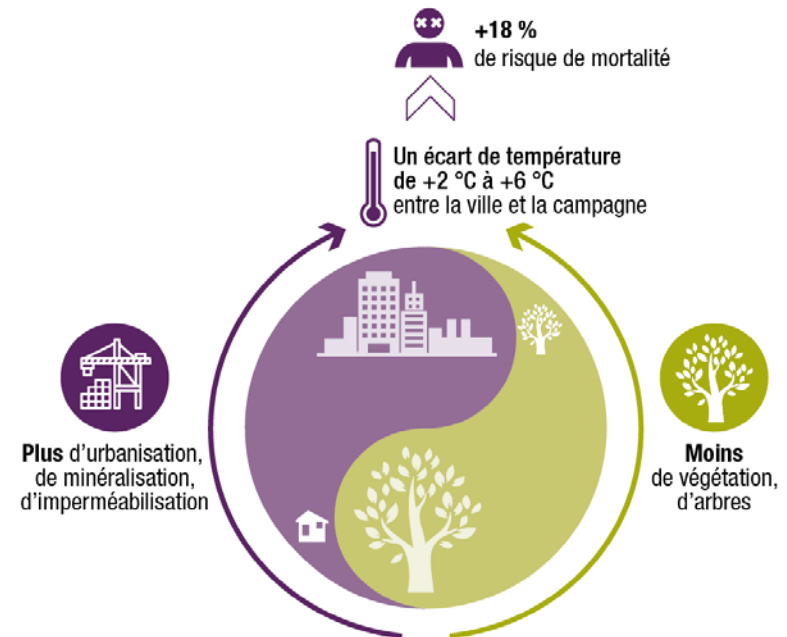 +18 %
de risque de mortalité
Un écart de température
de +2 °C à +6 °C
entre la ville et la campagne
Plus d'urbanisation,
de minéralisation,
d'imperméabilisation
Moins
de végétation,
d'arbres